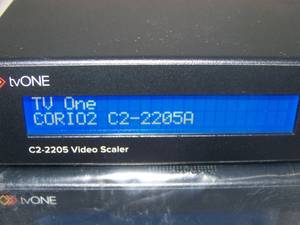 tvONE
TV One
CORIO2 C2-2205A
C2-2205 Video Scaler
tvONE